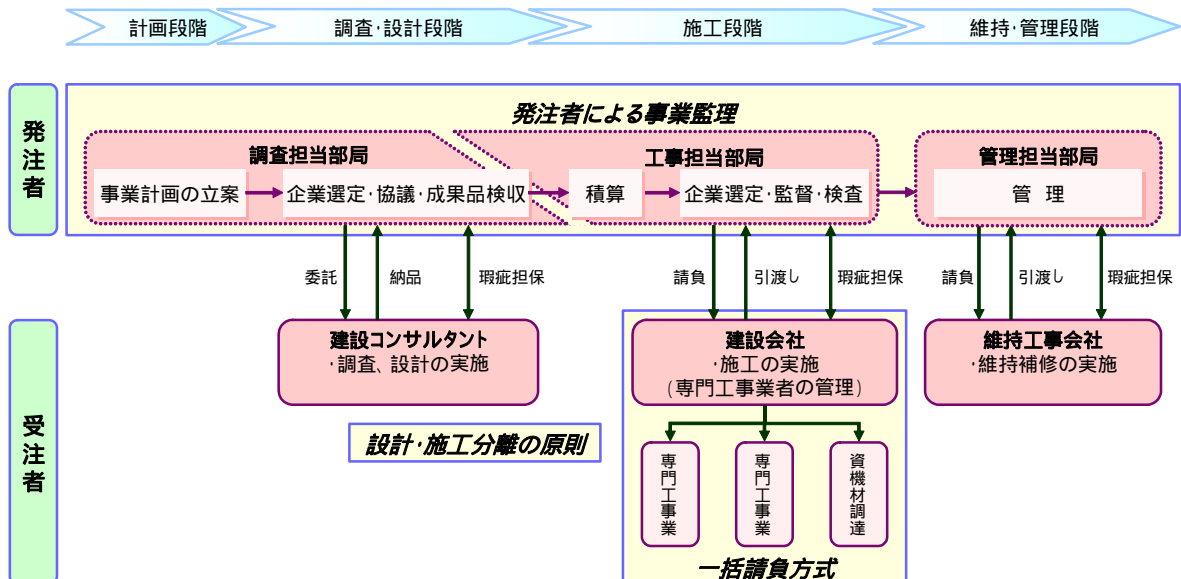 計画段階
調査・設計段階
施工段階
維持・管理段階
発注者
発注者による事業監理
調査担当部局
工事担当部局
管理担当部局
事業計画の立案
企業選定・協議・成果品検収
積算
企業選定・監督・検査
管 理
委託
納品
瑕疵担保
請負
引渡し
瑕疵担保
請負
引渡し
瑕疵担保
受注者
建設コンサルタント
・調査、設計の実施
建設会社
・施工の実施
(専門工事業者の管理)
維持工事会社
・維持補修の実施
設計・施工分離の原則
専門工事業
専門工事業
資機材調達
一括請負方式